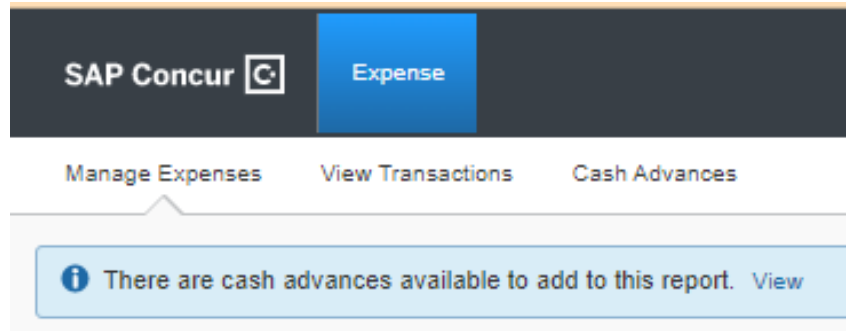 SAP Concur C Expense
Manage Expenses View Transactions Cash Advances
There are cash advances available to add to this report. View